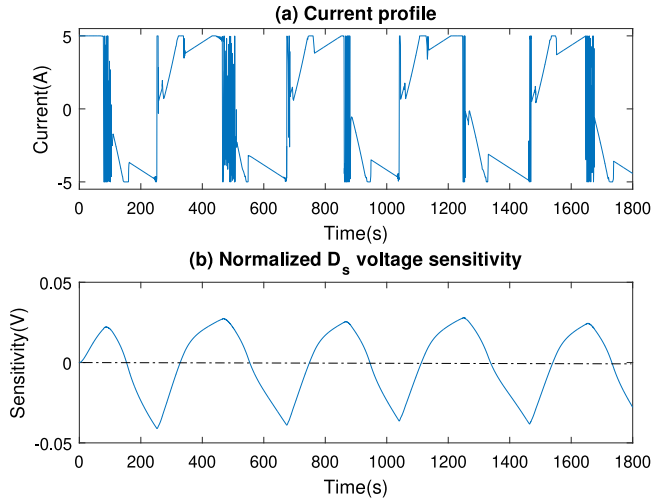 (a) Current profile
Current(A)
5
0
-5
0 200 400 600 800 1000 1200 1400 1600 1800
Time(s)
(b) Normalized Ds voltage sensitivity
Sensitivity(V)
0.05
0
-0.05
0 200 400 600 800 1000 1200 1400 1600 1800
Time(s)